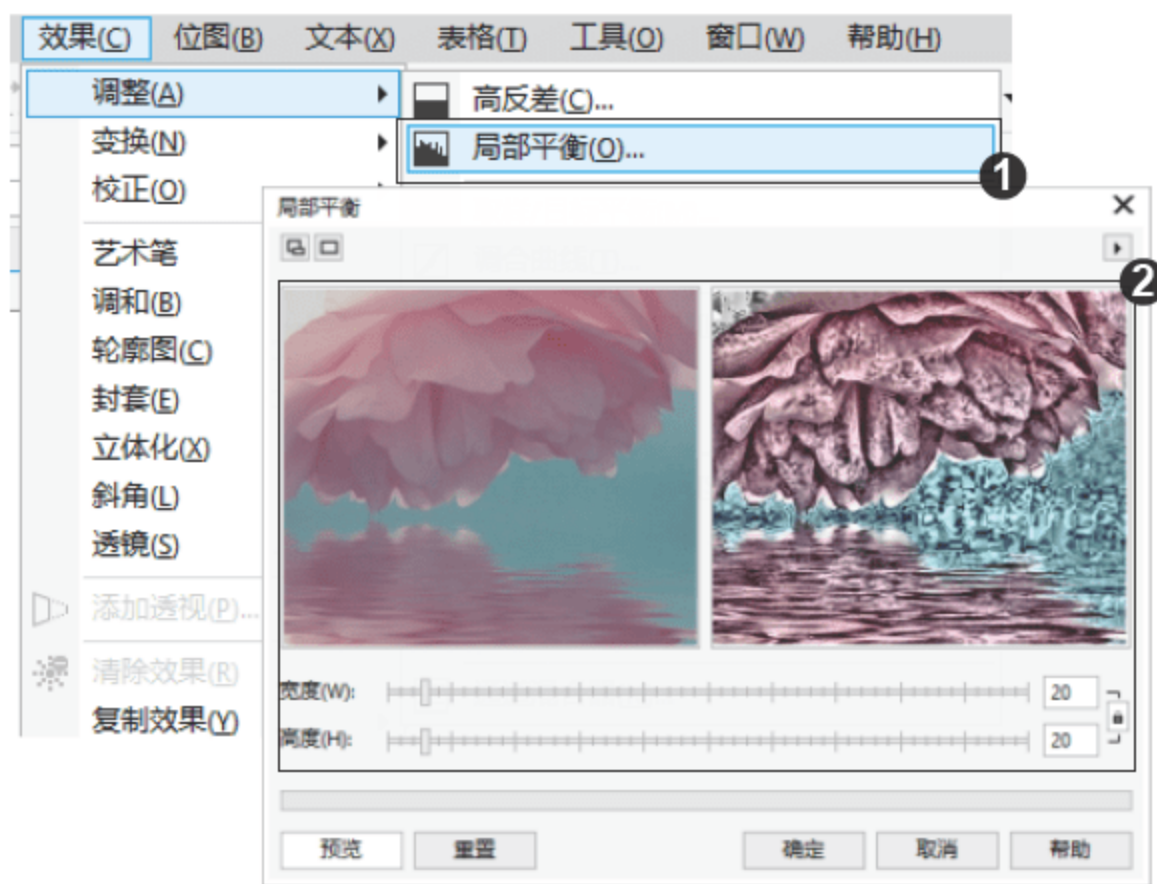 效果(C) 位图(B) 文本(X) 表格(T) 工具(O) 窗口(W) 帮助(H)
调整(A)
高反差(C)...
变换(N)
局部平衡(O)...
校正(O)
1
局部平衡
艺术笔
2
调和(B)
轮廓图(C)
封套(E)
立体化(X)
斜角(L)
透镜(S)
添加透视(P)...
清除效果(R)
复制效果(Y)
宽度(W): 20
高度(H): 20
预览 重置 确定 取消 帮助